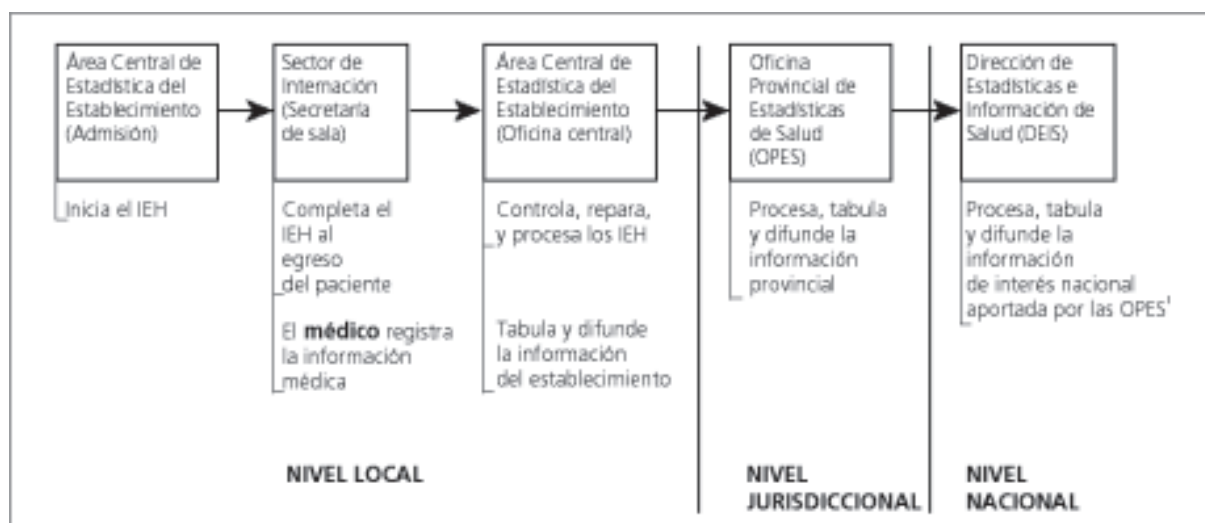 Área Central de
Estadística del
Establecimiento
(Admisión)
Inicia el IEH
Sector de
Internación
(Secretaría
de sala)
Completa el
IEH al
egreso
del paciente
El médico registra
la información
médica
Área Central de
Estadística del
Establecimiento
(Oficina central)
Controla, repara,
y procesa los IEH
Tabula y difunde
la información
del establecimiento
NIVEL LOCAL
Oficina
Provincial de
Estadísticas
de Salud
(OPES)
Procesa, tabula
y difunde la
información
provincial
NIVEL
JURISDICCIONAL
Dirección de
Estadísticas e
Información de
Salud (DEIS)
Procesa, tabula
y difunde la
información
de interés nacional
aportada por las OPES¹
NIVEL
NACIONAL